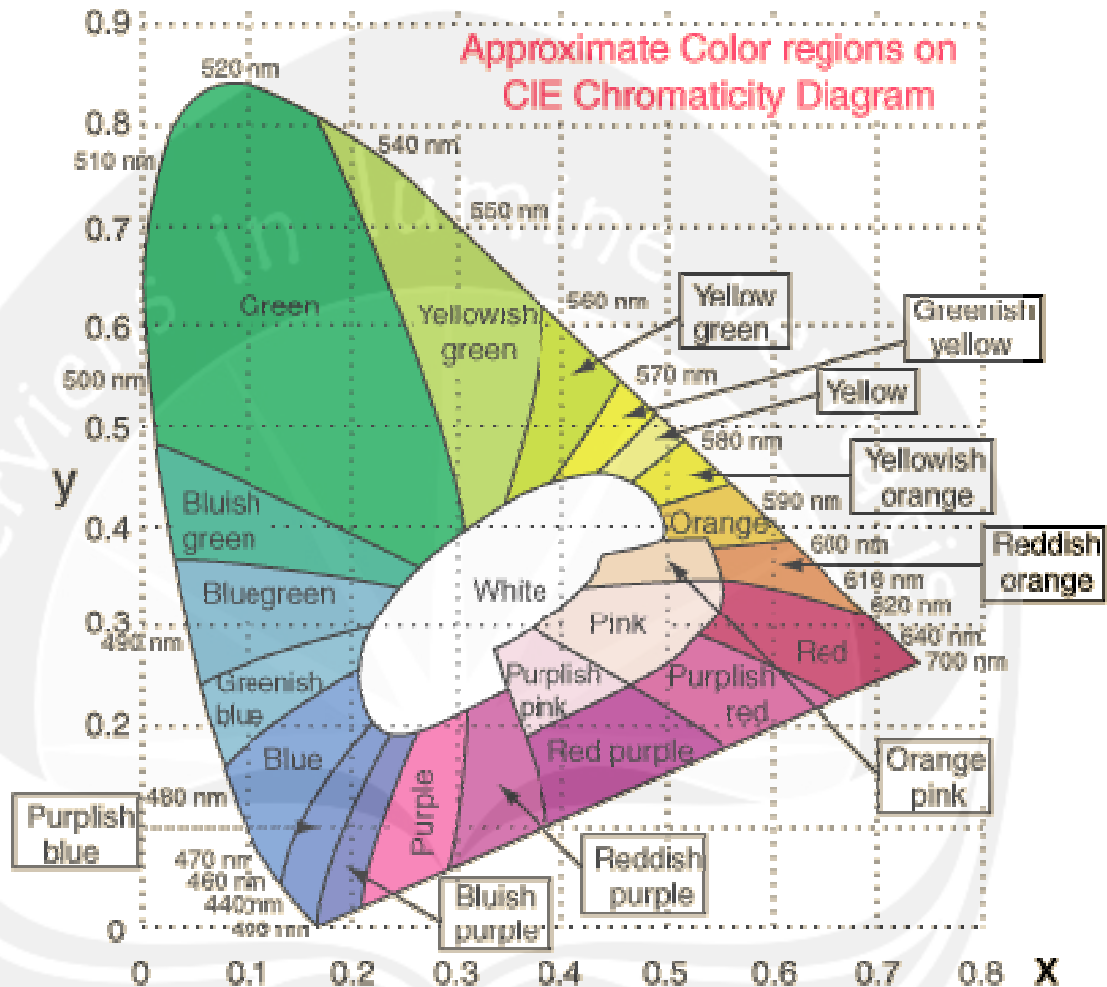 Approximate Color regions on
CIE Chromaticity Diagram
0.9
0.8
0.7
0.6
0.5
0.4
0.3
0.2
0
y
0
0.1
0.2
0.3
0.4
0.5
0.6
0.7
0.8
x
520 nm
510 nm
540 nm
550 nm
560 nm
570 nm
580 nm
590 nm
600 nm
610 nm
620 nm
640 nm
700 nm
500 nm
490 nm
480 nm
470 nm
460 nm
440nm
Green
Yellowish
green
Yellow
green
Greenish
yellow
Yellow
Yellowish
orange
Orange
Reddish
orange
Bluish
green
Bluegreen
Greenish
blue
Blue
White
Pink
Purplish
pink
Purplish
red
Red
Red purple
Orange
pink
Purple
Purplish
blue
Bluish
purple
Reddish
purple
in lumine